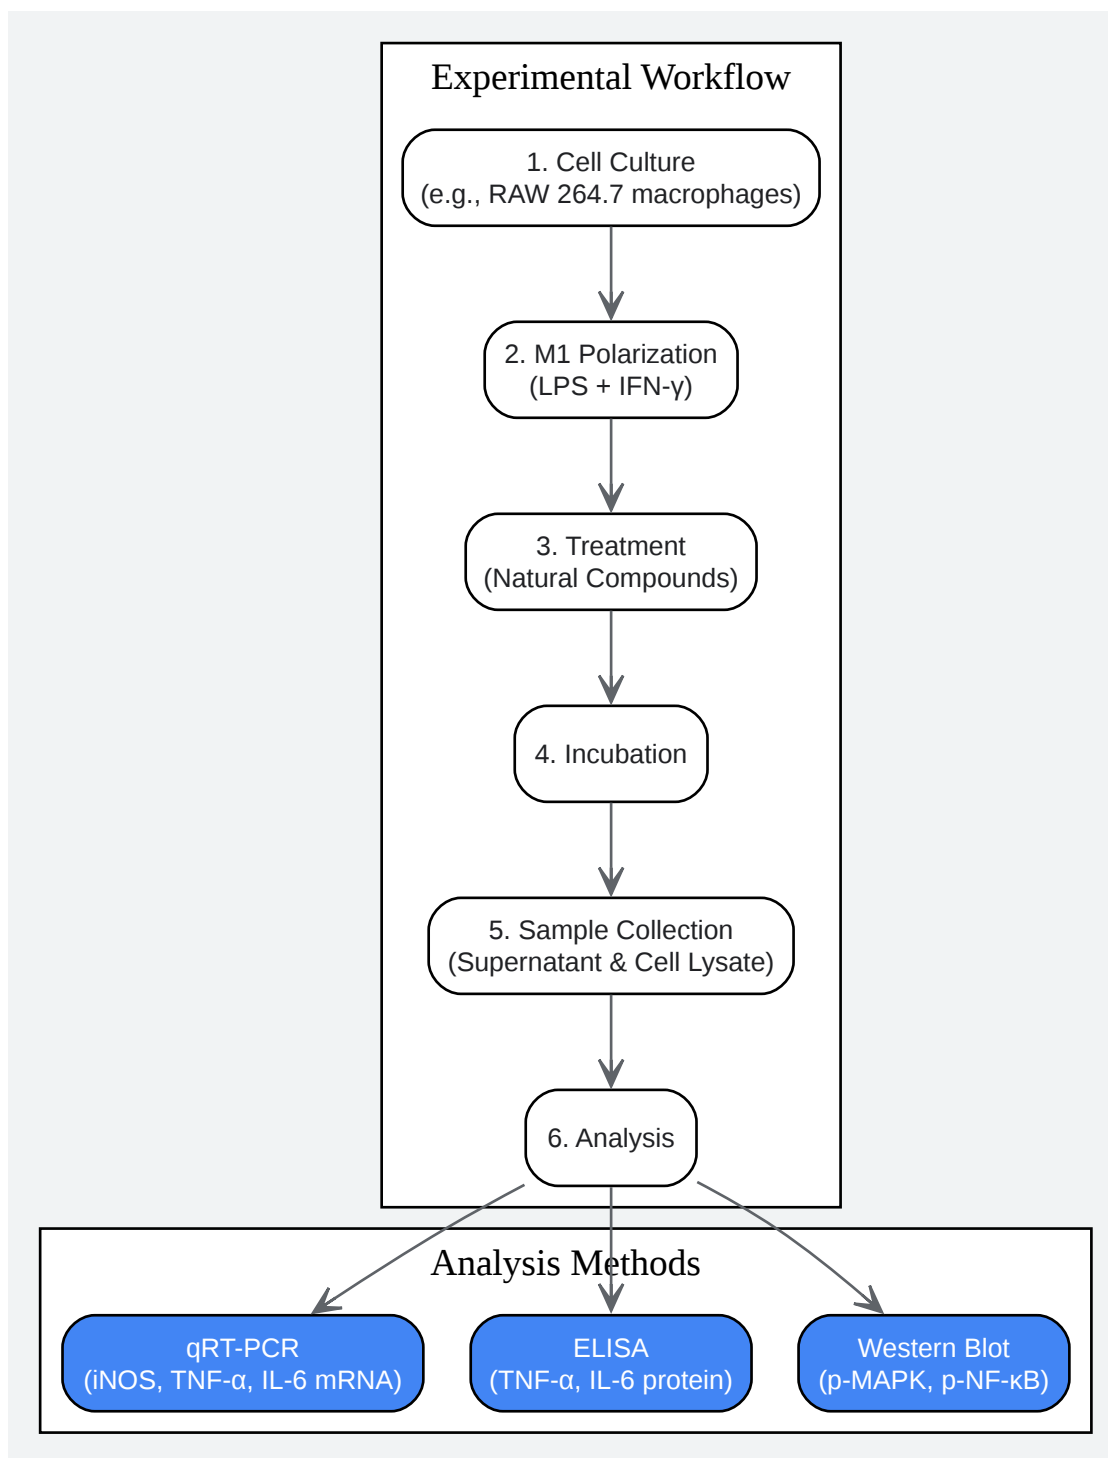 Experimental Workflow
1. Cell Culture
(e.g., RAW 264.7 macrophages)
2. M1 Polarization
(LPS + IFN-γ)
3. Treatment
(Natural Compounds)
4. Incubation
5. Sample Collection
(Supernatant & Cell Lysate)
6. Analysis
Analysis Methods
qRT-PCR
(iNOS, TNF-α, IL-6 mRNA)
ELISA
(TNF-α, IL-6 protein)
Western Blot
(p-MAPK, p-NF-κB)